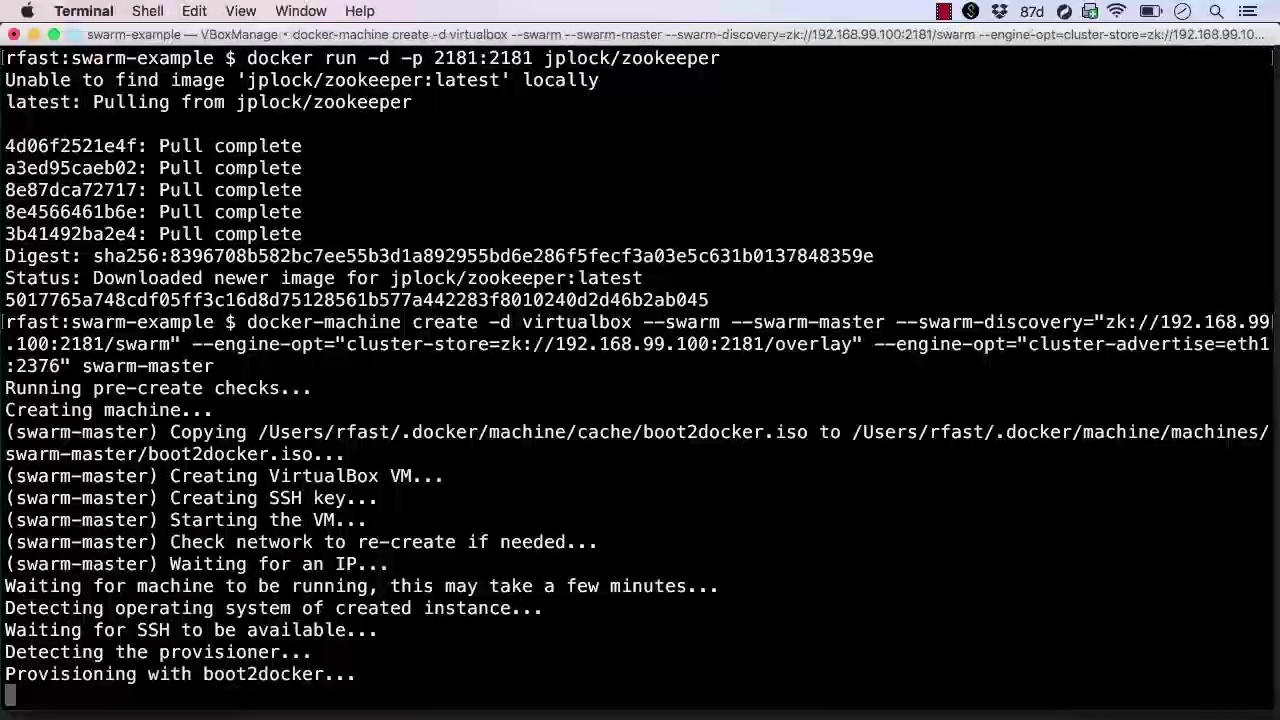 Terminal Shell Edit View Window Help 87d
swarm-example — VBoxManage • docker-machine create -d virtualbox --swarm --swarm-master --swarm-discovery=zk://192.168.99.100:2181/swarm --engine-opt=cluster-store=zk://192.168.99.10...
rfast:swarm-example $ docker run -d -p 2181:2181 jplock/zookeeper
Unable to find image 'jplock/zookeeper:latest' locally
latest: Pulling from jplock/zookeeper
4d06f2521e4f: Pull complete
a3ed95caeb02: Pull complete
8e87dca72717: Pull complete
8e4566461b6e: Pull complete
3b41492ba2e4: Pull complete
Digest: sha256:8396708b582bc7ee55b3d1a892955bd6e286f5fecf3a03e5c631b0137848359e
Status: Downloaded newer image for jplock/zookeeper:latest
5017765a748cdf05ff3c16d8d75128561b577a442283f8010240d2d46b2ab045
rfast:swarm-example $ docker-machine create -d virtualbox --swarm --swarm-master --swarm-discovery="zk://192.168.99
.100:2181/swarm" --engine-opt="cluster-store=zk://192.168.99.100:2181/overlay" --engine-opt="cluster-advertise=eth1
:2376" swarm-master
Running pre-create checks...
Creating machine...
(swarm-master) Copying /Users/rfast/.docker/machine/cache/boot2docker.iso to /Users/rfast/.docker/machine/machines/
swarm-master/boot2docker.iso...
(swarm-master) Creating VirtualBox VM...
(swarm-master) Creating SSH key...
(swarm-master) Starting the VM...
(swarm-master) Check network to re-create if needed...
(swarm-master) Waiting for an IP...
Waiting for machine to be running, this may take a few minutes...
Detecting operating system of created instance...
Waiting for SSH to be available...
Detecting the provisioner...
Provisioning with boot2docker...